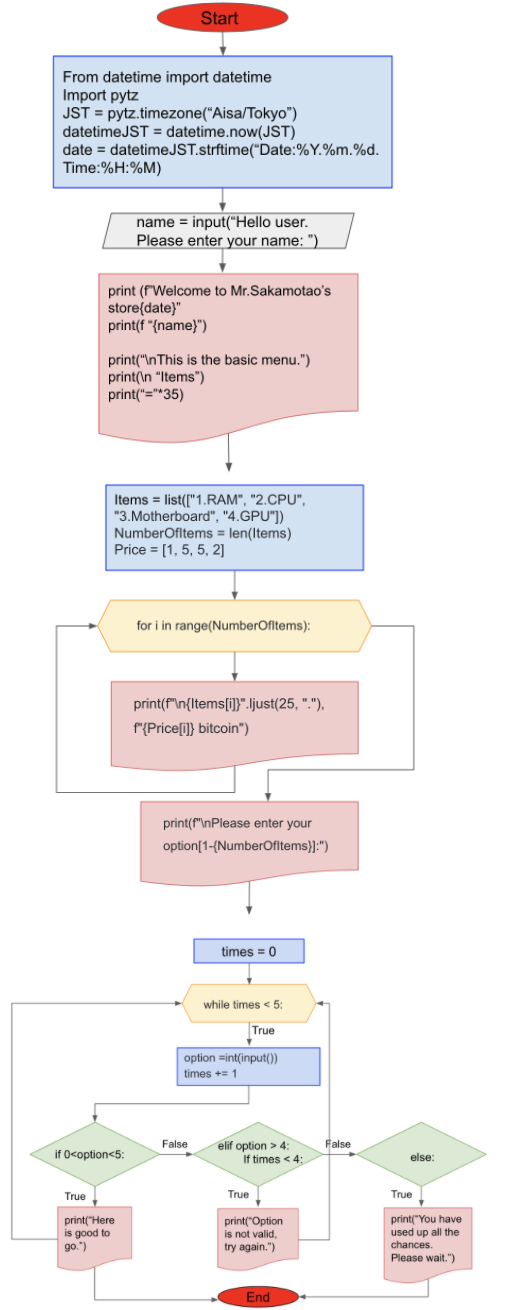 Start
From datetime import datetime
Import pytz
JST = pytz.timezone(“Aisa/Tokyo”)
datetimeJST = datetime.now(JST)
date = datetimeJST.strftime(“Date:%Y.%m.%d.
Time:%H:%M)
name = input(“Hello user.
Please enter your name: ”)
print (f”Welcome to Mr.Sakamotao’s
store{date}”
print(f “{name}”)
print(“\nThis is the basic menu.”)
print(\n “Items”)
print(“=”*35)
Items = list(["1.RAM", "2.CPU",
"3.Motherboard", "4.GPU"])
NumberOfItems = len(Items)
Price = [1, 5, 5, 2]
for i in range(NumberOfItems):
print(f"\n{Items[i]}".ljust(25, "."),
f"{Price[i]} bitcoin")
print(f"\nPlease enter your
option[1-{NumberOfItems}]:")
times = 0
while times < 5:
True
option =int(input())
times += 1
if 0<option<5:
False
elif option > 4:
If times < 4:
False
else:
True
True
True
print(“Here
is good to
go.”)
print(“Option
is not valid,
try again.”)
print(“You have
used up all the
chances.
Please wait.”)
End